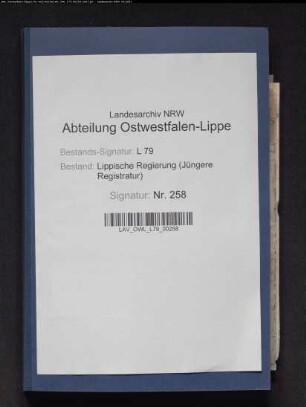 Landesarchiv NRW
Abteilung Ostwestfalen-Lippe
Bestands-Signatur: L 79
Bestand: Lippische Regierung (Jüngere
Registratur)
Signatur: Nr. 258
LAV_OWL_L79_00258